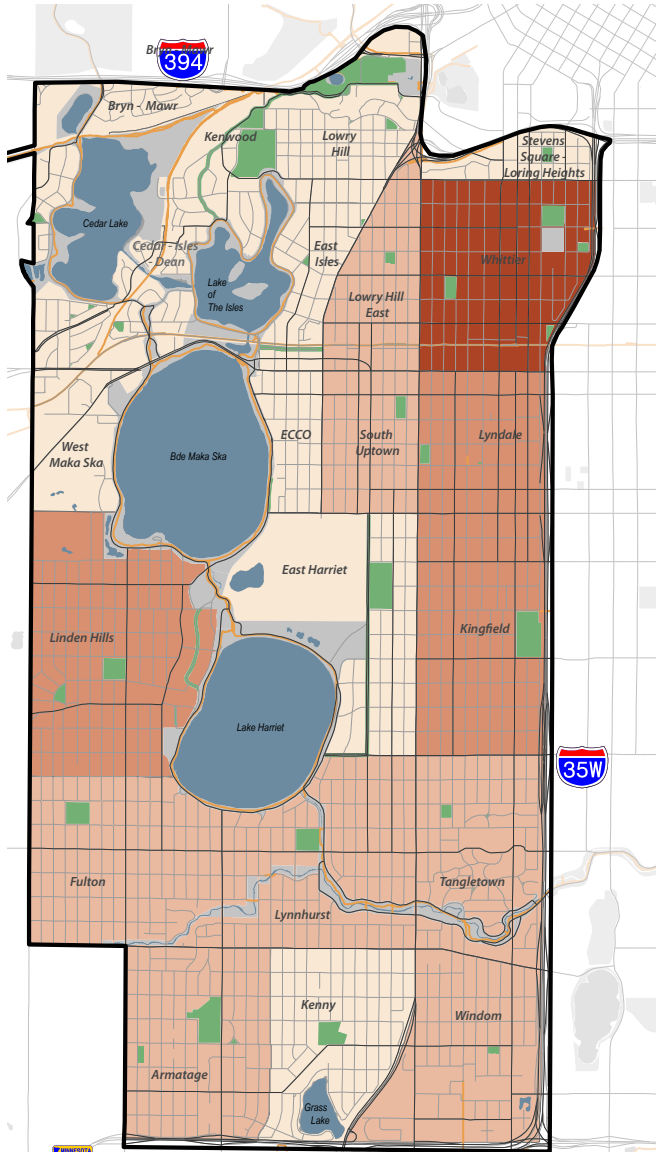 Bryn - Mawr
394
Bryn - Mawr
Kenwood
Lowry
Hill
Stevens
Square -
Loring Heights
Cedar Lake
Cedar - Isles
- Dean
East
Isles
Whittier
Lake
of
The Isles
Lowry Hill
East
West
Maka Ska
Bde Maka Ska
ECCO
South
Uptown
Lyndale
East Harriet
Linden Hills
Kingfield
Lake Harriet
35W
Fulton
Tangletown
Lynnhurst
Kenny
Windom
Armatage
Grass
Lake
MINNESOTA